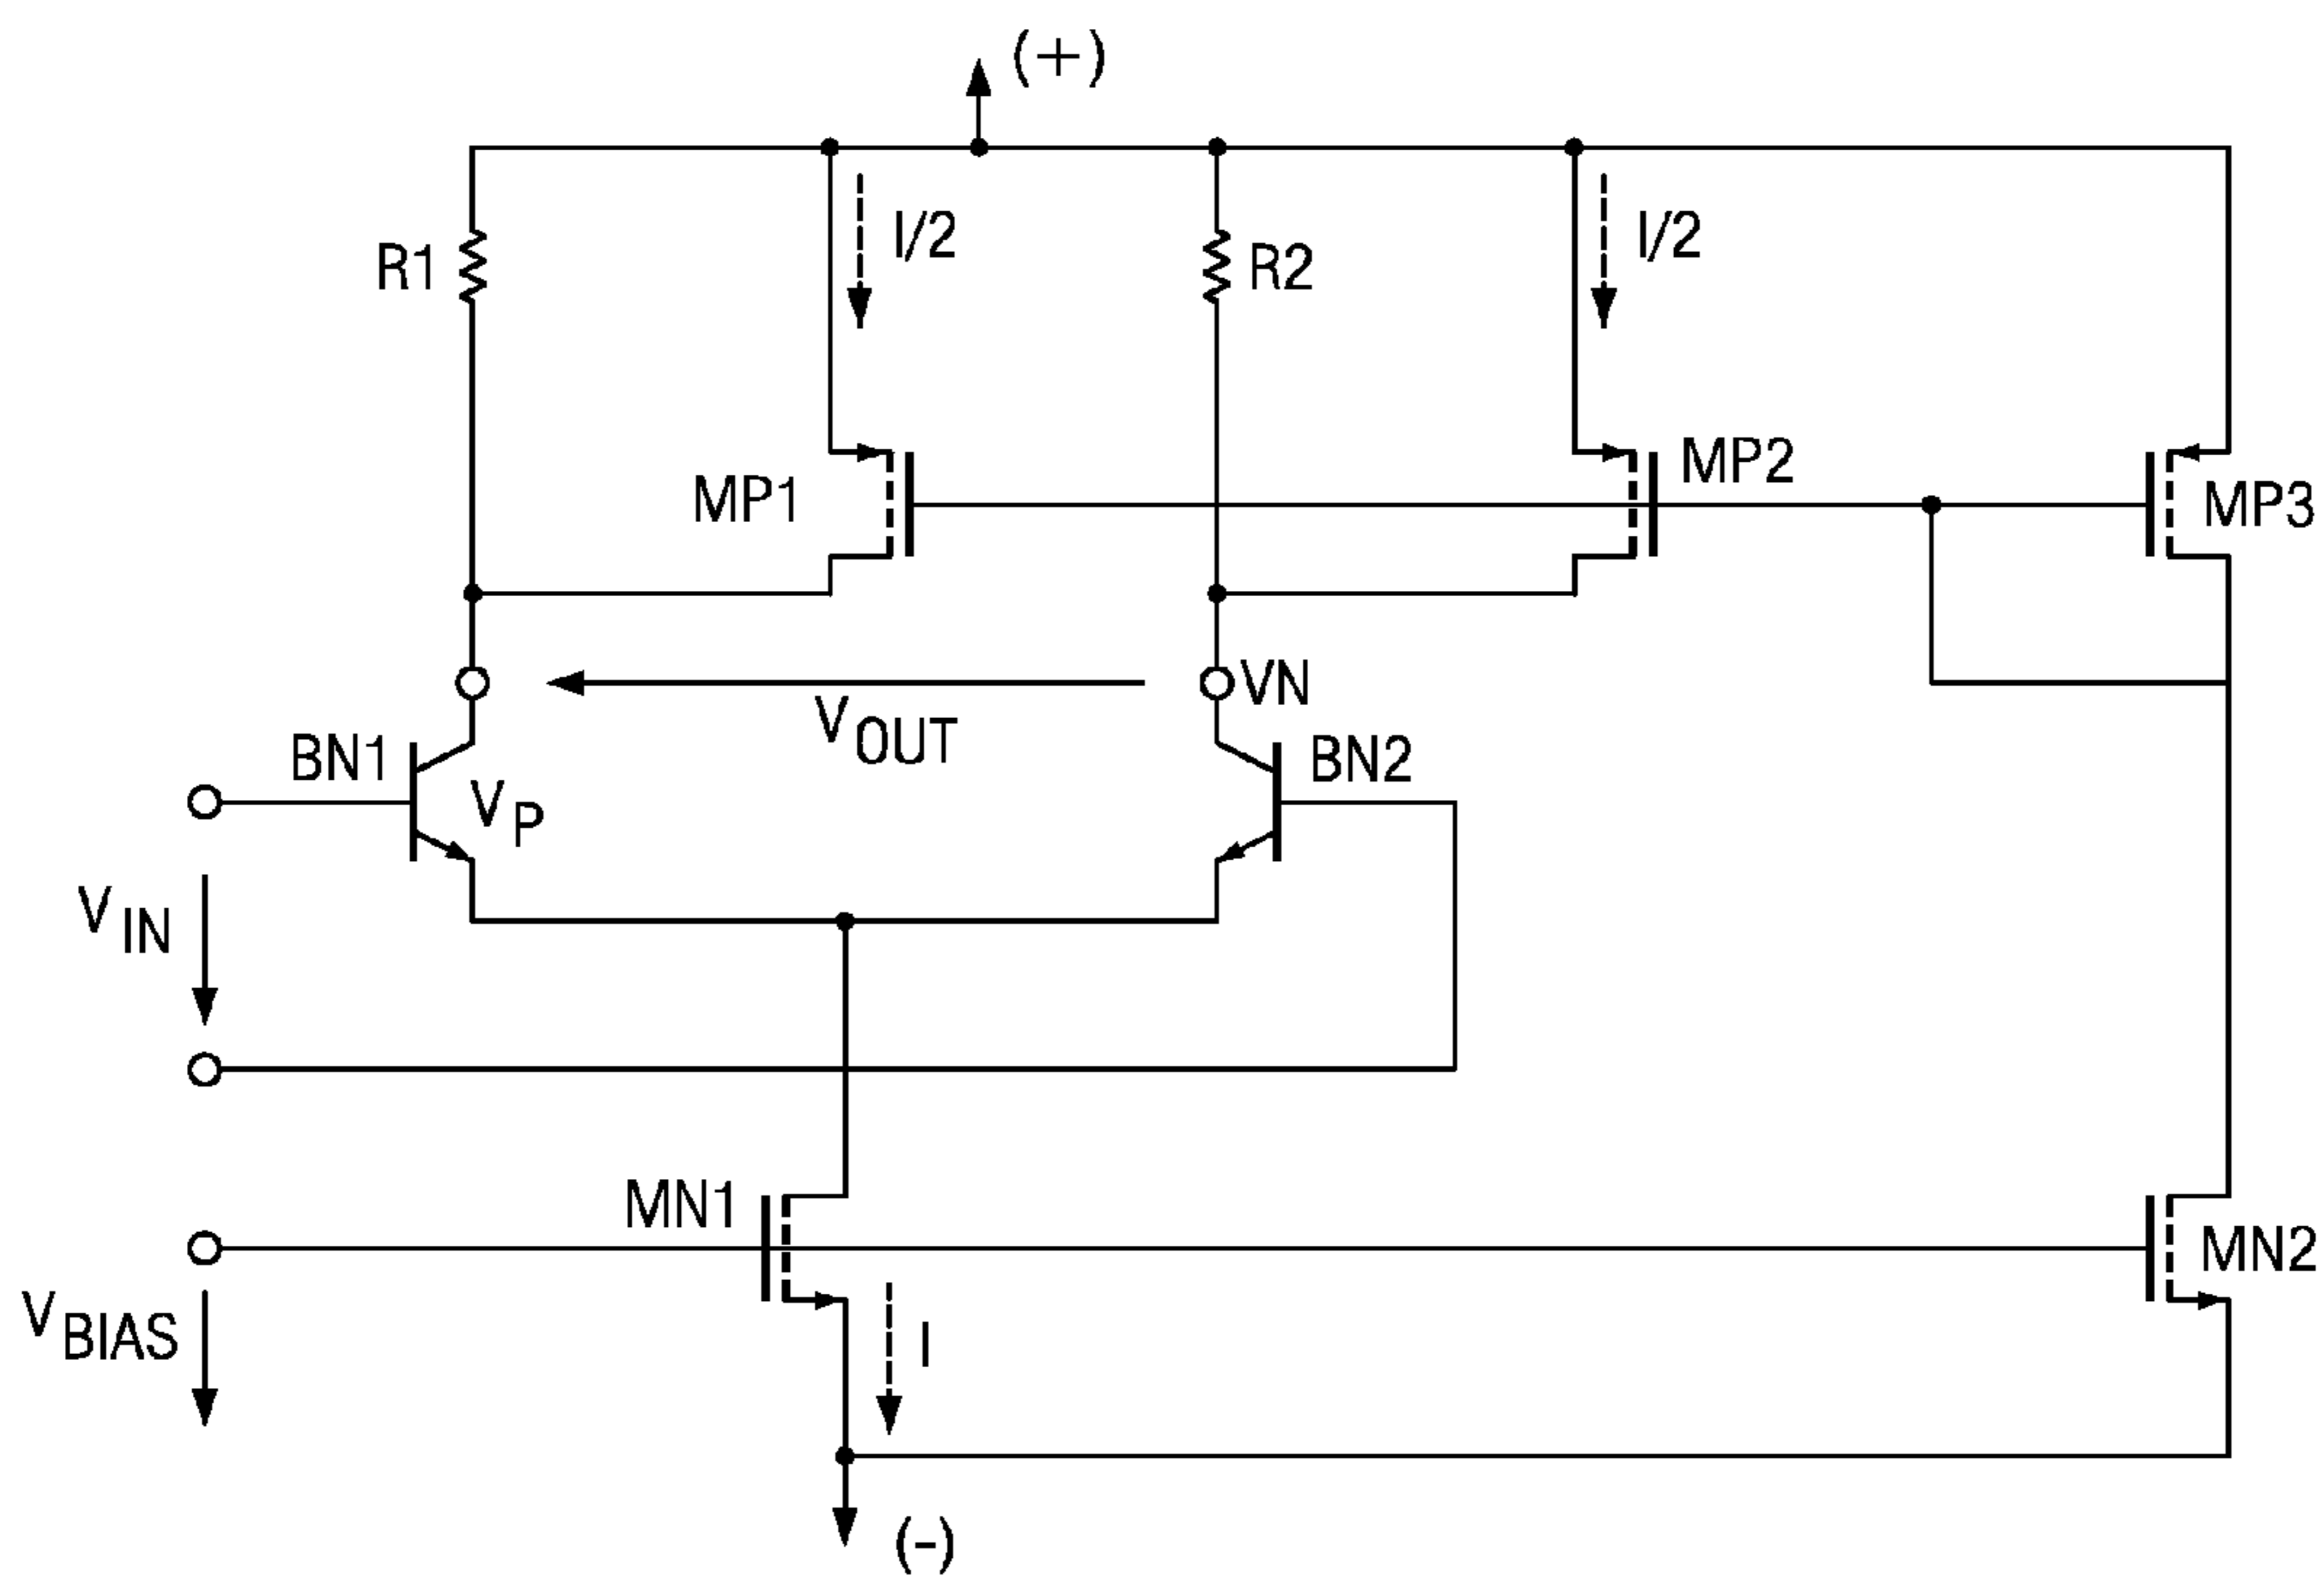 (+)
R1
I/2
R2
I/2
MP1
MP2
MP3
VOUT
VN
BN1
VP
BN2
VIN
MN1
MN2
VBIAS
I
(-)